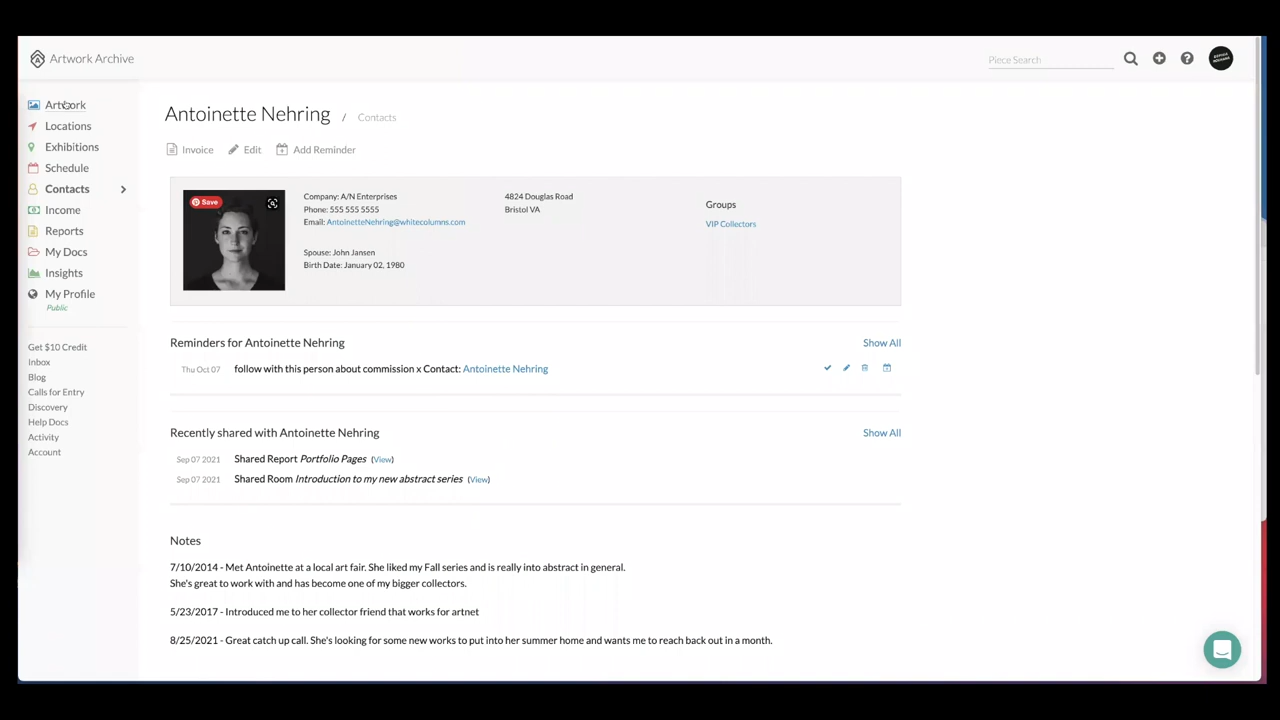 Artwork Archive
Piece Search
Artwork
Locations
Exhibitions
Schedule
Contacts
Income
Reports
My Docs
Insights
My Profile
Public
Get $10 Credit
Inbox
Blog
Calls for Entry
Discovery
Help Docs
Activity
Account
Antoinette Nehring / Contacts
Invoice Edit Add Reminder
Save
Company: A/N Enterprises
Phone: 555 555 5555
Email: AntoinetteNehring@whitecolumns.com
Spouse: John Jansen
Birth Date: January 02, 1980
4824 Douglas Road
Bristol VA
Groups
VIP Collectors
Reminders for Antoinette Nehring Show All
Thu Oct 07 follow with this person about commission x Contact: Antoinette Nehring
Recently shared with Antoinette Nehring Show All
Sep 07 2021 Shared Report Portfolio Pages (View)
Sep 07 2021 Shared Room Introduction to my new abstract series (View)
Notes
7/10/2014 - Met Antoinette at a local art fair. She liked my Fall series and is really into abstract in general.
She's great to work with and has become one of my bigger collectors.
5/23/2017 - Introduced me to her collector friend that works for artnet
8/25/2021 - Great catch up call. She's looking for some new works to put into her summer home and wants me to reach back out in a month.